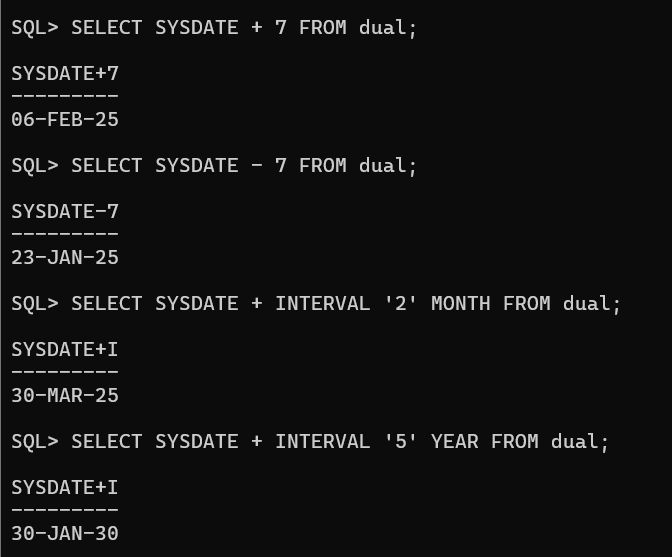 SQL> SELECT SYSDATE + 7 FROM dual;
SYSDATE+7
---------
06-FEB-25
SQL> SELECT SYSDATE - 7 FROM dual;
SYSDATE-7
---------
23-JAN-25
SQL> SELECT SYSDATE + INTERVAL '2' MONTH FROM dual;
SYSDATE+I
---------
30-MAR-25
SQL> SELECT SYSDATE + INTERVAL '5' YEAR FROM dual;
SYSDATE+I
---------
30-JAN-30